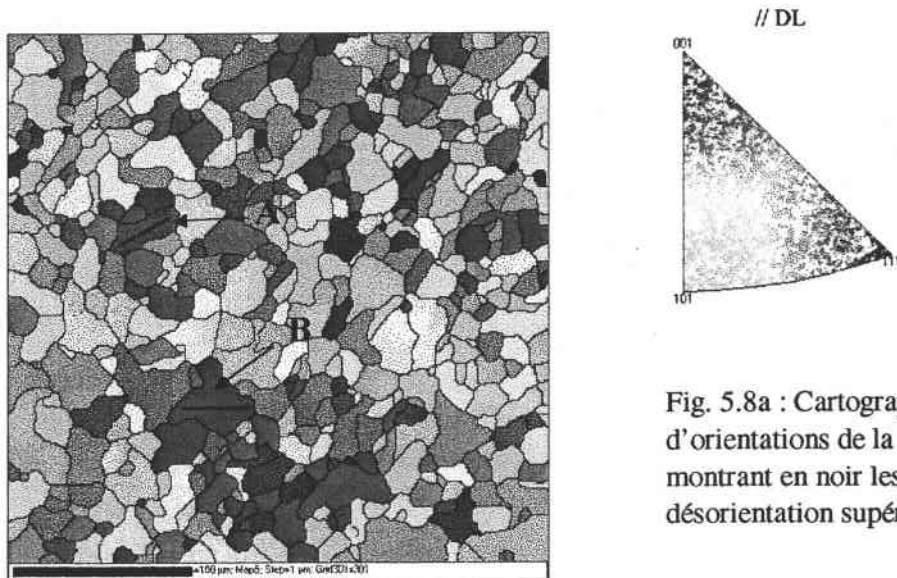 // DL
001
A
101
B
=100 µm; Map5; Step=1 µm; Grid301x301
Fig. 5.8a : Cartogra
d'orientations de la
montrant en noir les
désorientation supér